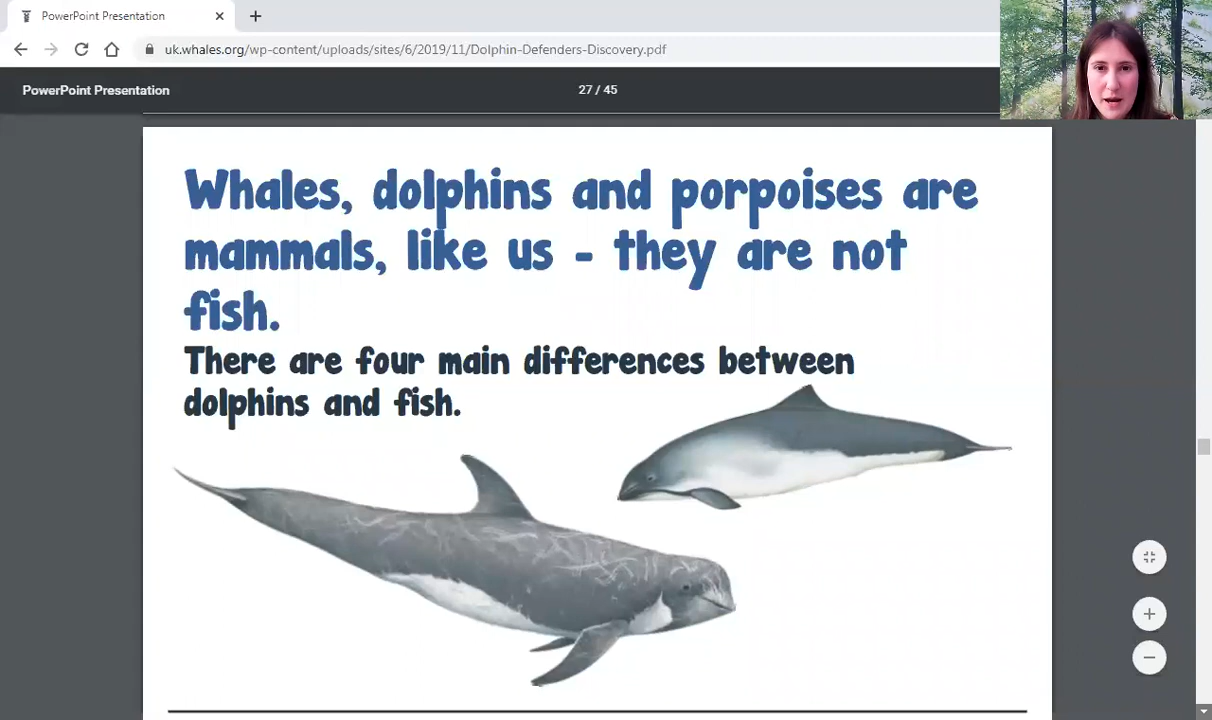 PowerPoint Presentation
uk.whales.org/wp-content/uploads/sites/6/2019/11/Dolphin-Defenders-Discovery.pdf
PowerPoint Presentation
27 / 45
Whales, dolphins and porpoises are
mammals, like us - they are not
fish.
There are four main differences between
dolphins and fish.